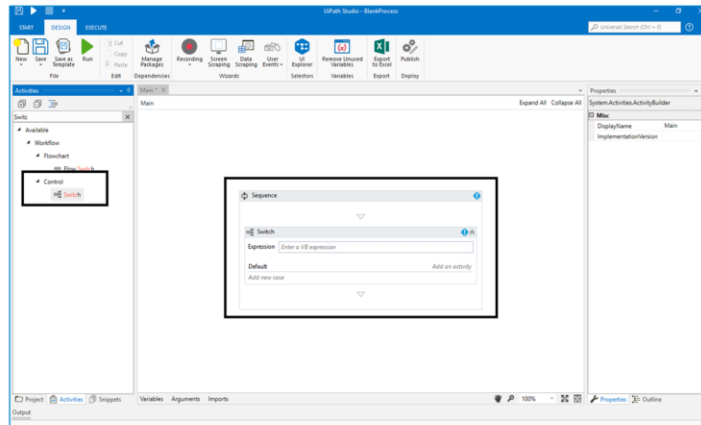 UiPath Studio - BlankProcess
START DESIGN EXECUTE
Universal Search (Ctrl + F)
New Save Save as Template Run
Cut
Copy
Paste
Manage Packages Recording Screen Scraping Data Scraping User Events UI Explorer Remove Unused Variables Export to Excel Publish
File Edit Dependencies Wizards Selectors Variables Export Deploy
Activities
Main* X
Properties
Main
Expand All Collapse All
System.Activities.ActivityBuilder
Switc
Misc
DisplayName Main
ImplementationVersion
Available
Workflow
Flowchart
Flow Switch
Control
Switch
Sequence
Switch
Expression Enter a VB expression
Default Add an activity
Add new case
Project Activities Snippets
Variables Arguments Imports
100%
Properties Outline
Output